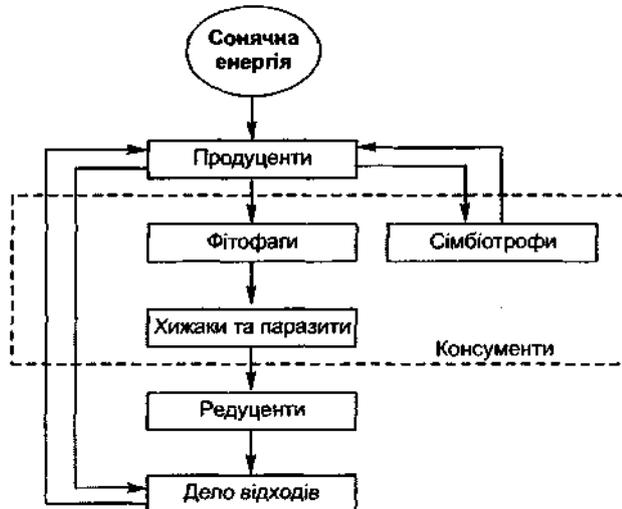 Сонячна
енергія
Продуценти
Фітофаги
Сімбіотрофи
Хижаки та паразити
Консументи
Редуценти
Дело відходів